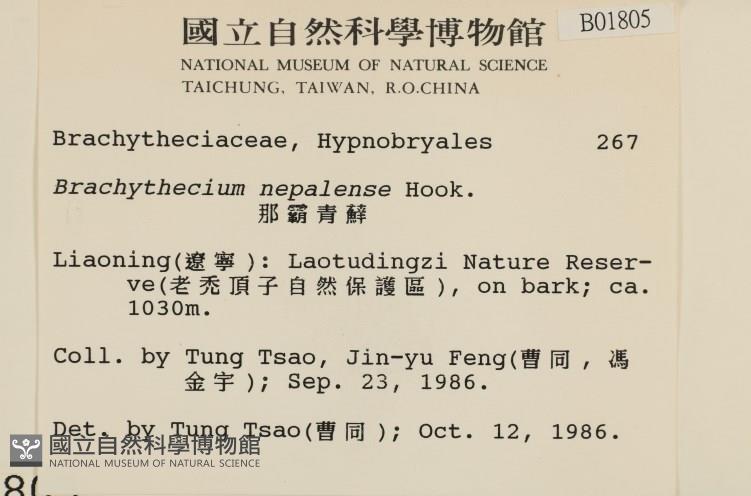 國立自然科學博物館
B01805
NATIONAL MUSEUM OF NATURAL SCIENCE
TAICHUNG, TAIWAN, R.O.CHINA
Brachytheciaceae, Hypnobryales 267
Brachythecium nepalense Hook.
那霸青蘚
Liaoning(遼寧): Laotudingzi Nature Reser-
ve(老禿頂子自然保護區), on bark; ca.
1030m.
Coll. by Tung Tsao, Jin-yu Feng(曹同, 馮
金宇); Sep. 23, 1986.
Det. by Tung Tsao(曹同); Oct. 12, 1986.
國立自然科學博物館
NATIONAL MUSEUM OF NATURAL SCIENCE